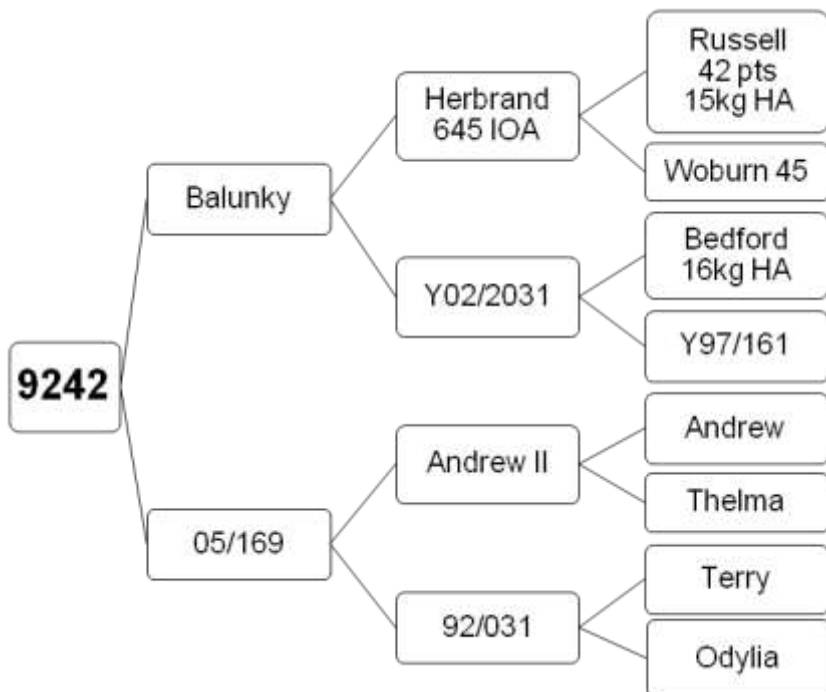 Russell
42 pts
15kg HA
Herbrand
645 IOA
Woburn 45
Balunky
Bedford
16kg HA
Y02/2031
Y97/161
9242
Andrew
Andrew II
Thelma
05/169
Terry
92/031
Odylia